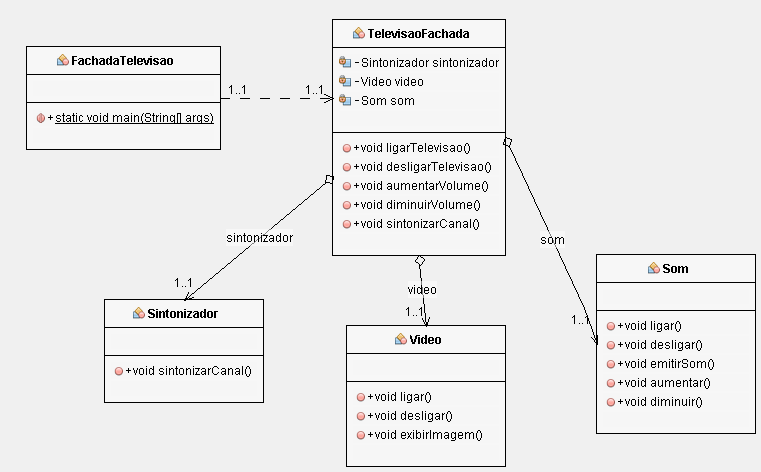 TelevisaoFachada
- Sintonizador sintonizador
- Video video
- Som som
+void ligarTelevisao()
+void desligarTelevisao()
+void aumentarVolume()
+void diminuirVolume()
+void sintonizarCanal()
FachadaTelevisao
+ static void main(String[] args)
1..1
1..1
sintonizador
1..1
video
1..1
som
1..1
Sintonizador
+void sintonizarCanal()
Video
+void ligar()
+void desligar()
+void exibirImagem()
Som
+void ligar()
+void desligar()
+void emitirSom()
+void aumentar()
+void diminuir()